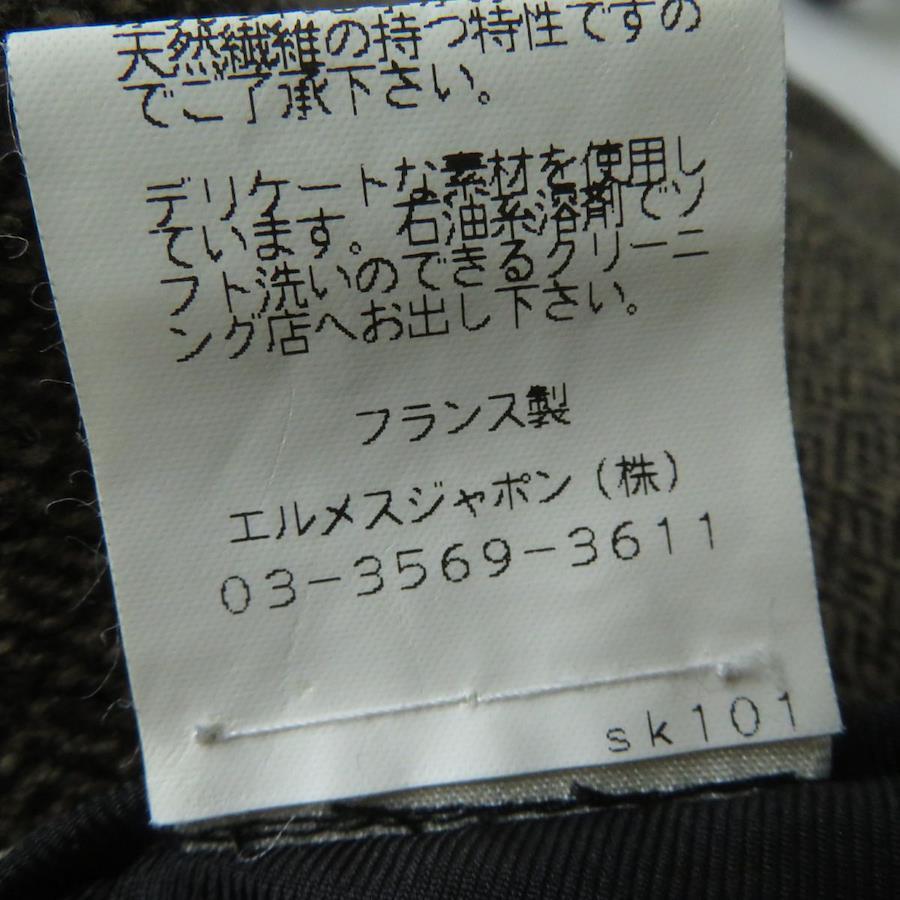 天然繊維の持つ特性ですの
でご了承下さい。
デリケートな素材を使用し
ています。石油系溶剤でソ
フト洗いのできるクリーニ
ング店へお出し下さい。
フランス製
エルメスジャポン（株）
03-3569-3611
sk101